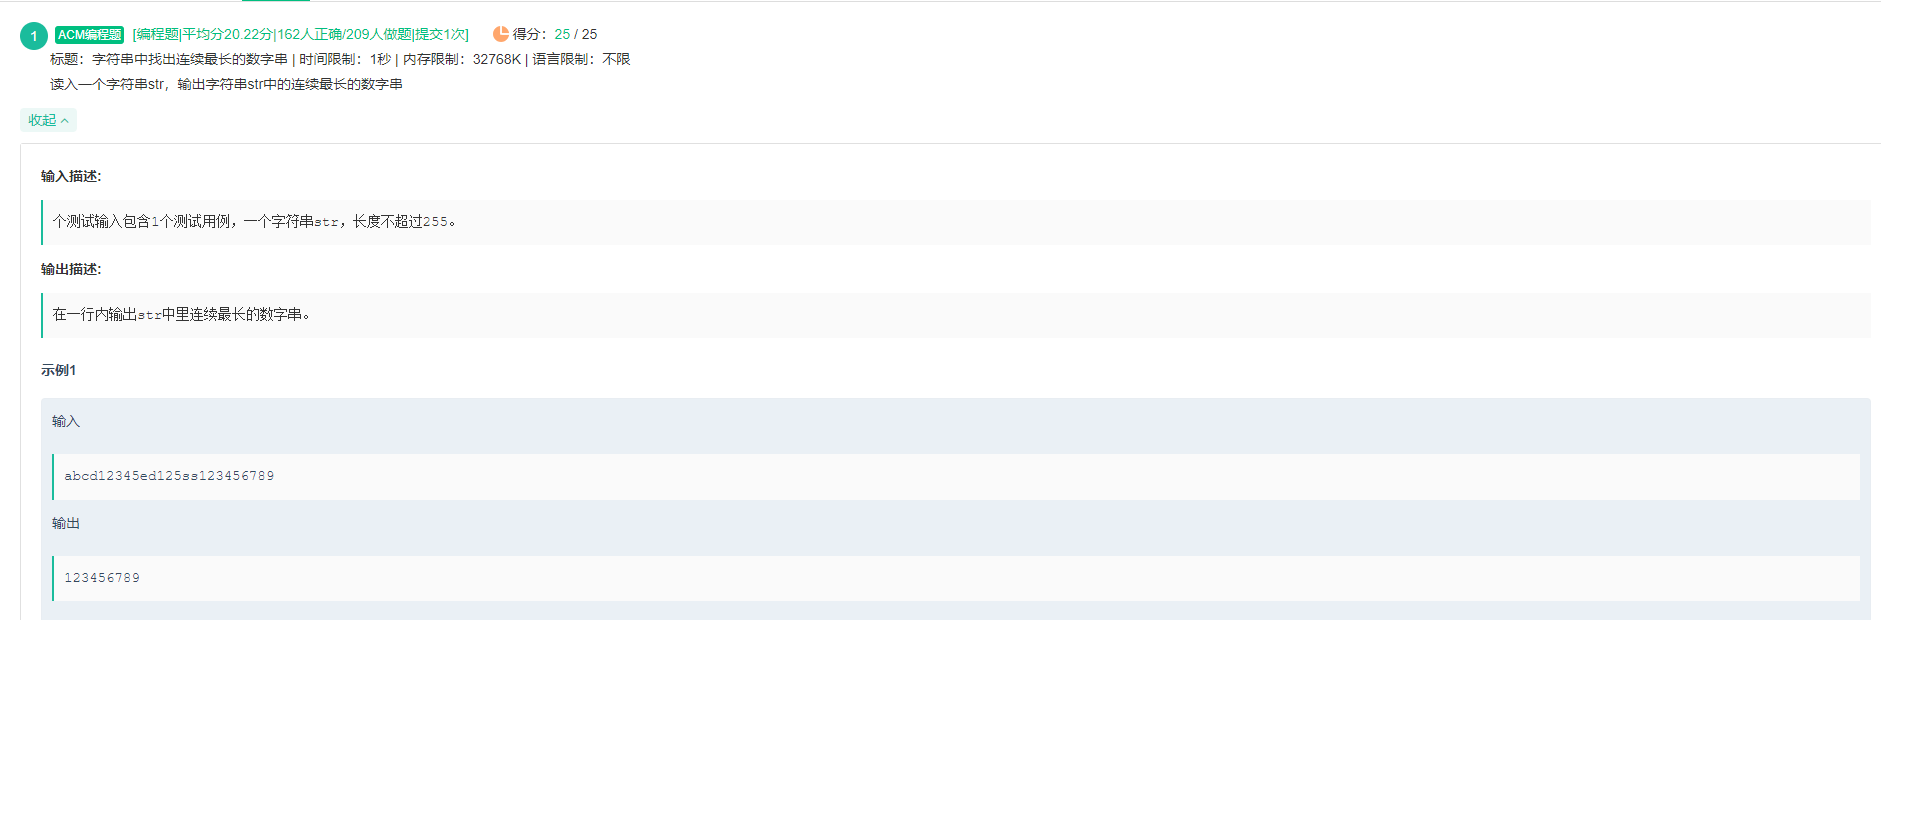 1 ACM编程题 [编程题|平均分20.22分|162人正确/209人做题|提交1次] 得分：25 / 25
标题：字符串中找出连续最长的数字串 | 时间限制：1秒 | 内存限制：32768K | 语言限制：不限
读入一个字符串str，输出字符串str中的连续最长的数字串
收起
输入描述:
个测试输入包含1个测试用例，一个字符串str，长度不超过255。
输出描述:
在一行内输出str中里连续最长的数字串。
示例1
输入
abcd12345ed125ss123456789
输出
123456789